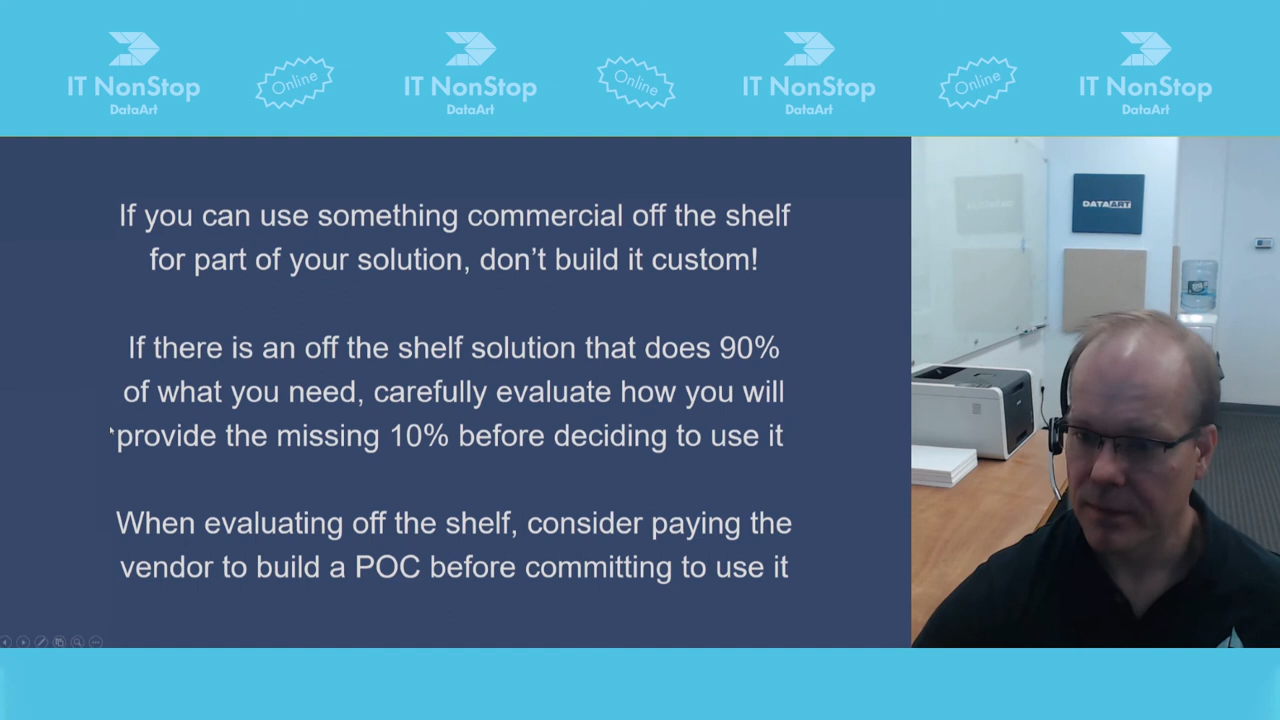 IT NonStop
DataArt
Online
IT NonStop
DataArt
Online
IT NonStop
DataArt
Online
IT NonStop
DataArt
If you can use something commercial off the shelf
for part of your solution, don’t build it custom!
If there is an off the shelf solution that does 90%
of what you need, carefully evaluate how you will
provide the missing 10% before deciding to use it
When evaluating off the shelf, consider paying the
vendor to build a POC before committing to use it
DATAART